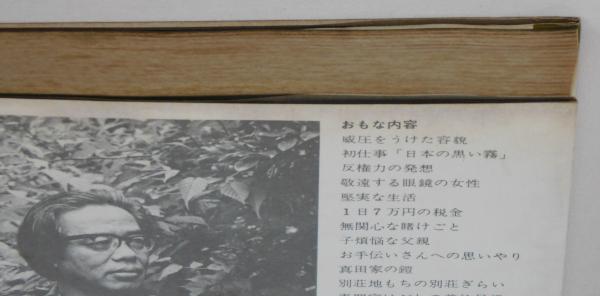 おもな内容
威圧をうけた容貌
初仕事「日本の黒い霧」
反権力の発想
敬遠する眼鏡の女性
堅実な生活
1日7万円の税金
無関心な賭けごと
子煩悩な父親
お手伝いさんへの思いやり
真田家の鎧
別荘地もちの別荘ぎらい